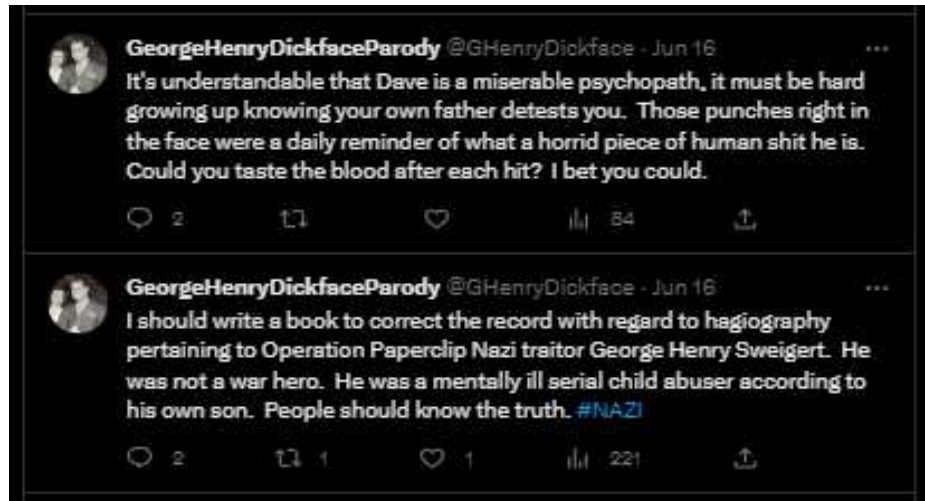 GeorgeHenryDickfaceParody @GHenryDickface · Jun 16 ...
It's understandable that Dave is a miserable psychopath, it must be hard
growing up knowing your own father detests you. Those punches right in
the face were a daily reminder of what a horrid piece of human shit he is.
Could you taste the blood after each hit? I bet you could.
2 84
GeorgeHenryDickfaceParody @GHenryDickface · Jun 16 ...
I should write a book to correct the record with regard to hagiography
pertaining to Operation Paperclip Nazi traitor George Henry Sweigert. He
was not a war hero. He was a mentally ill serial child abuser according to
his own son. People should know the truth. #NAZI
2 1 1 221